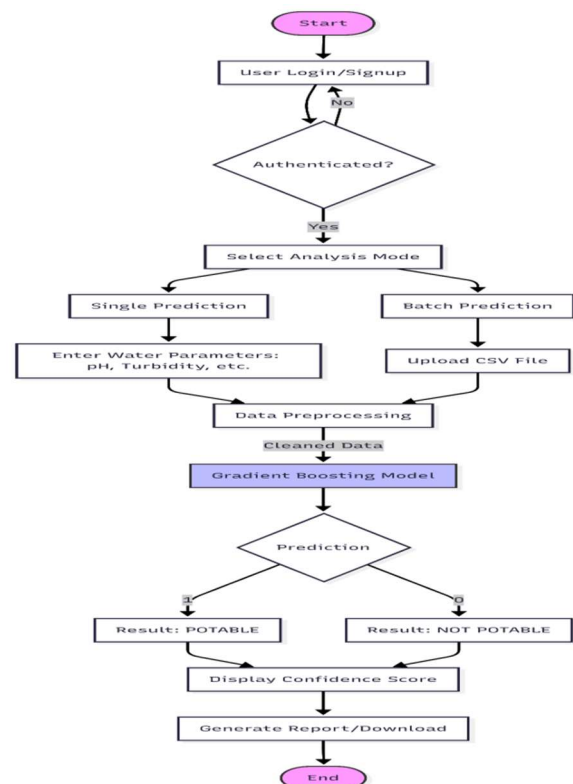 Start
User Login/Signup
No
Authenticated?
Yes
Select Analysis Mode
Single Prediction
Batch Prediction
Enter Water Parameters:
pH, Turbidity, etc.
Upload CSV File
Data Preprocessing
Cleaned Data
Gradient Boosting Model
Prediction
1
0
Result: POTABLE
Result: NOT POTABLE
Display Confidence Score
Generate Report/Download
End